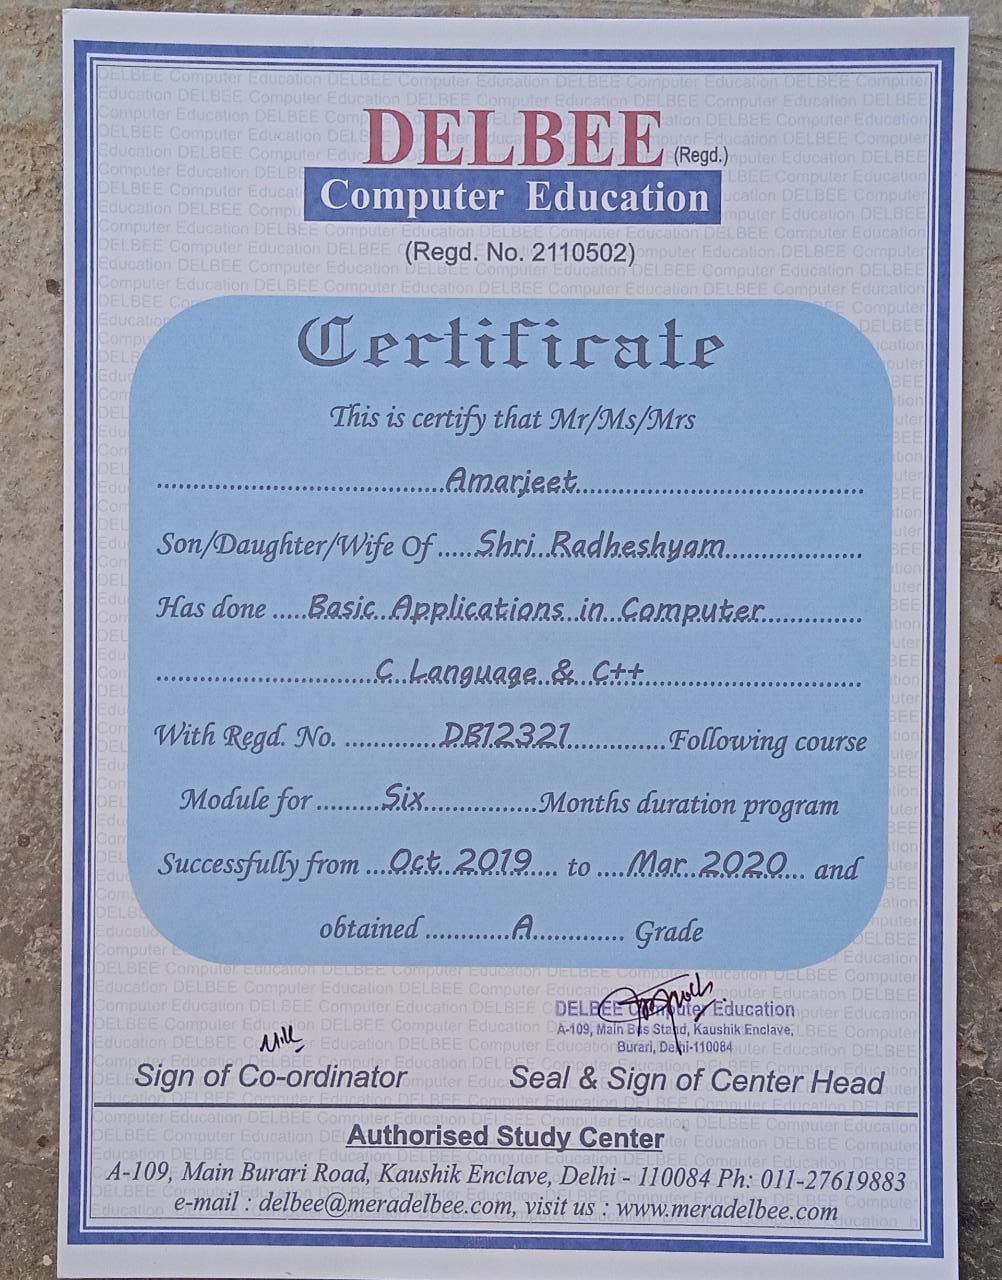 DELBEE (Regd.)
Computer Education
(Regd. No. 2110502)
Certificate
This is certify that Mr/Ms/Mrs
................................................Amarjeet................................................
Son/Daughter/Wife Of.....Shri..Radheshyam.......................
Has done .....Basic..Applications..in..Computer.................
.....................................C..Language..&..C++.....................................
With Regd. No. ...............DB12321................Following course
Module for .........Six...................Months duration program
Successfully from ...Oct..2019.... to ....Mar..2020... and
obtained ............A............. Grade
DELBEE Computer Education
A-109, Main Bus Stand, Kaushik Enclave,
Burari, Delhi-110084
Sign of Co-ordinator
Seal & Sign of Center Head
Authorised Study Center
A-109, Main Burari Road, Kaushik Enclave, Delhi - 110084 Ph: 011-27619883
e-mail : delbee@meradelbee.com, visit us : www.meradelbee.com